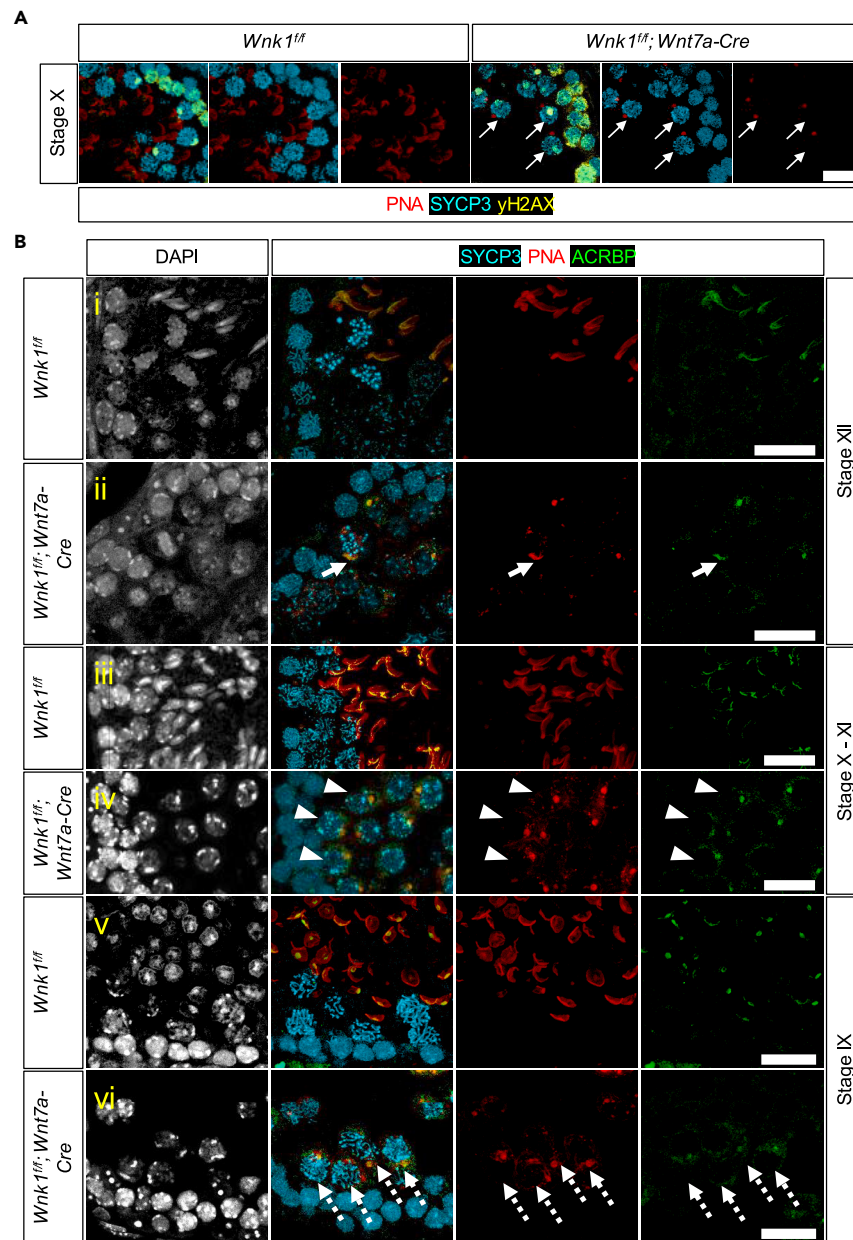 A
Wnk1f/f
Wnk1f/f; Wnt7a-Cre
Stage X
PNA SYCP3 yH2AX
B
DAPI
SYCP3 PNA ACRBP
i
Wnk1f/f
Stage XII
ii
Wnk1f/f; Wnt7a-
Cre
iii
Wnk1f/f
Stage X - XI
iv
Wnk1f/f;
Wnt7a-Cre
v
Wnk1f/f
Stage IX
vi
Wnk1f/f; Wnt7a-
Cre